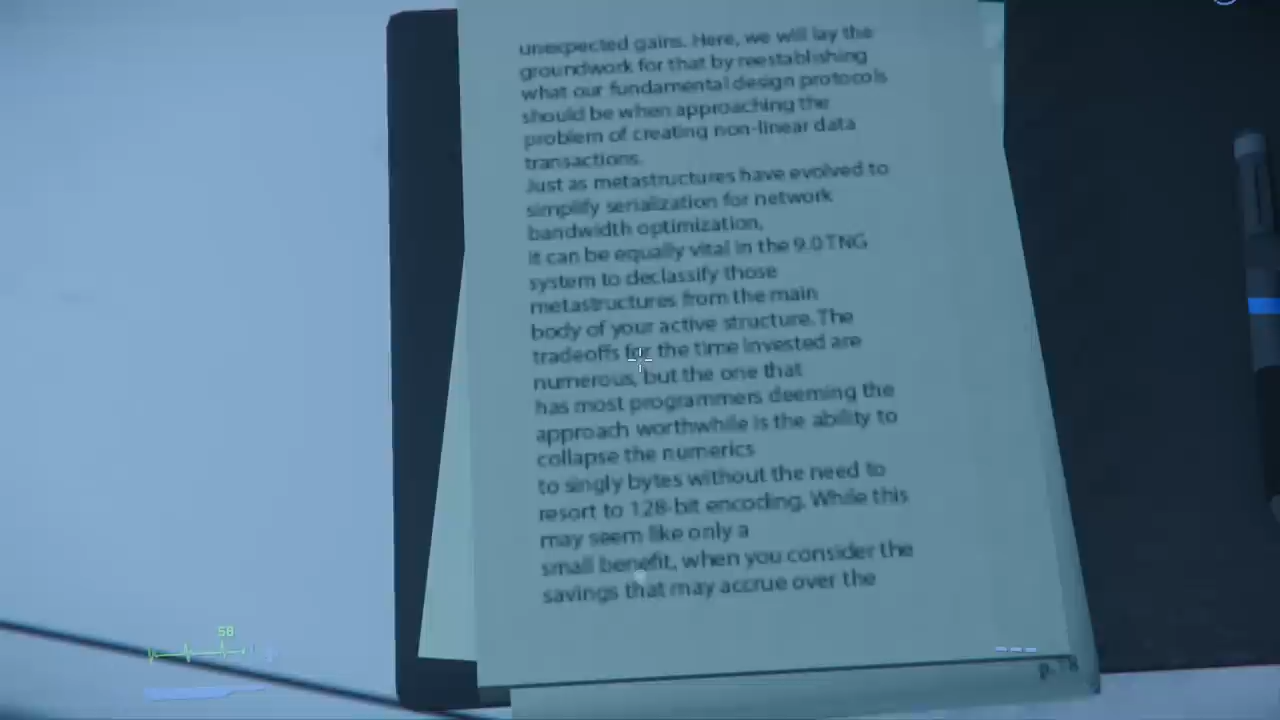 unexpected gains. Here, we will lay the
groundwork for that by reestablishing
what our fundamental design protocols
should be when approaching the
problem of creating non-linear data
transactions.
Just as metastructures have evolved to
simplify serialization for network
bandwidth optimization,
it can be equally vital in the 9.0 TNG
system to declassify those
metastructures from the main
body of your active structure. The
tradeoffs for the time invested are
numerous, but the one that
has most programmers deeming the
approach worthwhile is the ability to
collapse the numerics
to singly bytes without the need to
resort to 128-bit encoding. While this
may seem like only a
small benefit, when you consider the
savings that may accrue over the
58